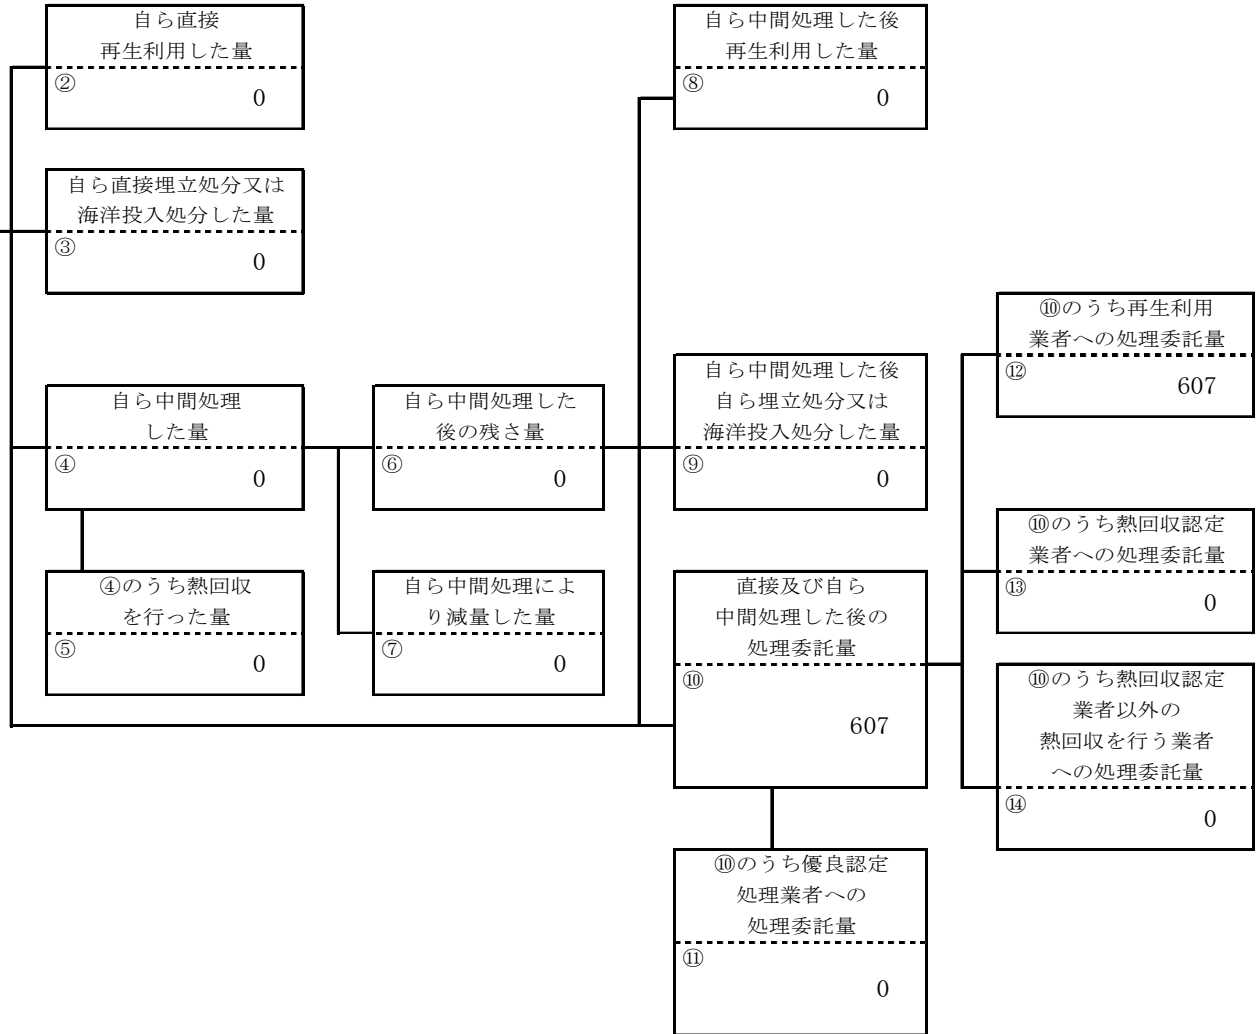 自ら直接
再生利用した量
②
0
自ら直接埋立処分又は
海洋投入処分した量
③
0
自ら中間処理
した量
④
0
④のうち熱回収
を行った量
⑤
0
自ら中間処理した
後の残さ量
⑥
0
自ら中間処理によ
り減量した量
⑦
0
自ら中間処理した後
再生利用した量
⑧
0
自ら中間処理した後
自ら埋立処分又は
海洋投入処分した量
⑨
0
直接及び自ら
中間処理した後の
処理委託量
⑩
607
⑩のうち優良認定
処理業者への
処理委託量
⑪
0
⑩のうち再生利用
業者への処理委託量
⑫
607
⑩のうち熱回収認定
業者への処理委託量
⑬
0
⑩のうち熱回収認定
業者以外の
熱回収を行う業者
への処理委託量
⑭
0